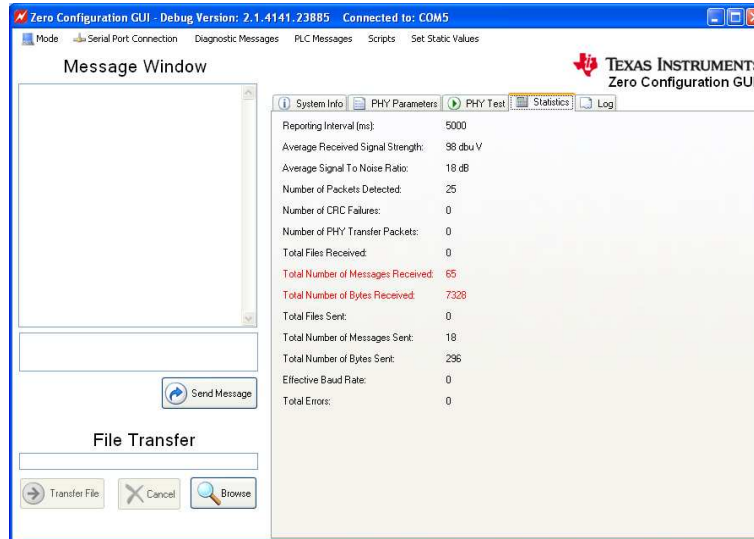 Zero Configuration GUI - Debug Version: 2.1.4141.23885 Connected to: COM5
Mode Serial Port Connection Diagnostic Messages PLC Messages Scripts Set Static Values
Message Window
TEXAS INSTRUMENTS
Zero Configuration GUI
System Info PHY Parameters PHY Test Statistics Log
Reporting Interval (ms): 5000
Average Received Signal Strength: 98 dbu V
Average Signal To Noise Ratio: 18 dB
Number of Packets Detected: 25
Number of CRC Failures: 0
Number of PHY Transfer Packets: 0
Total Files Received: 0
Total Number of Messages Received: 65
Total Number of Bytes Received: 7328
Total Files Sent: 0
Total Number of Messages Sent: 18
Total Number of Bytes Sent: 296
Effective Baud Rate: 0
Total Errors: 0
Send Message
File Transfer
Transfer File Cancel Browse